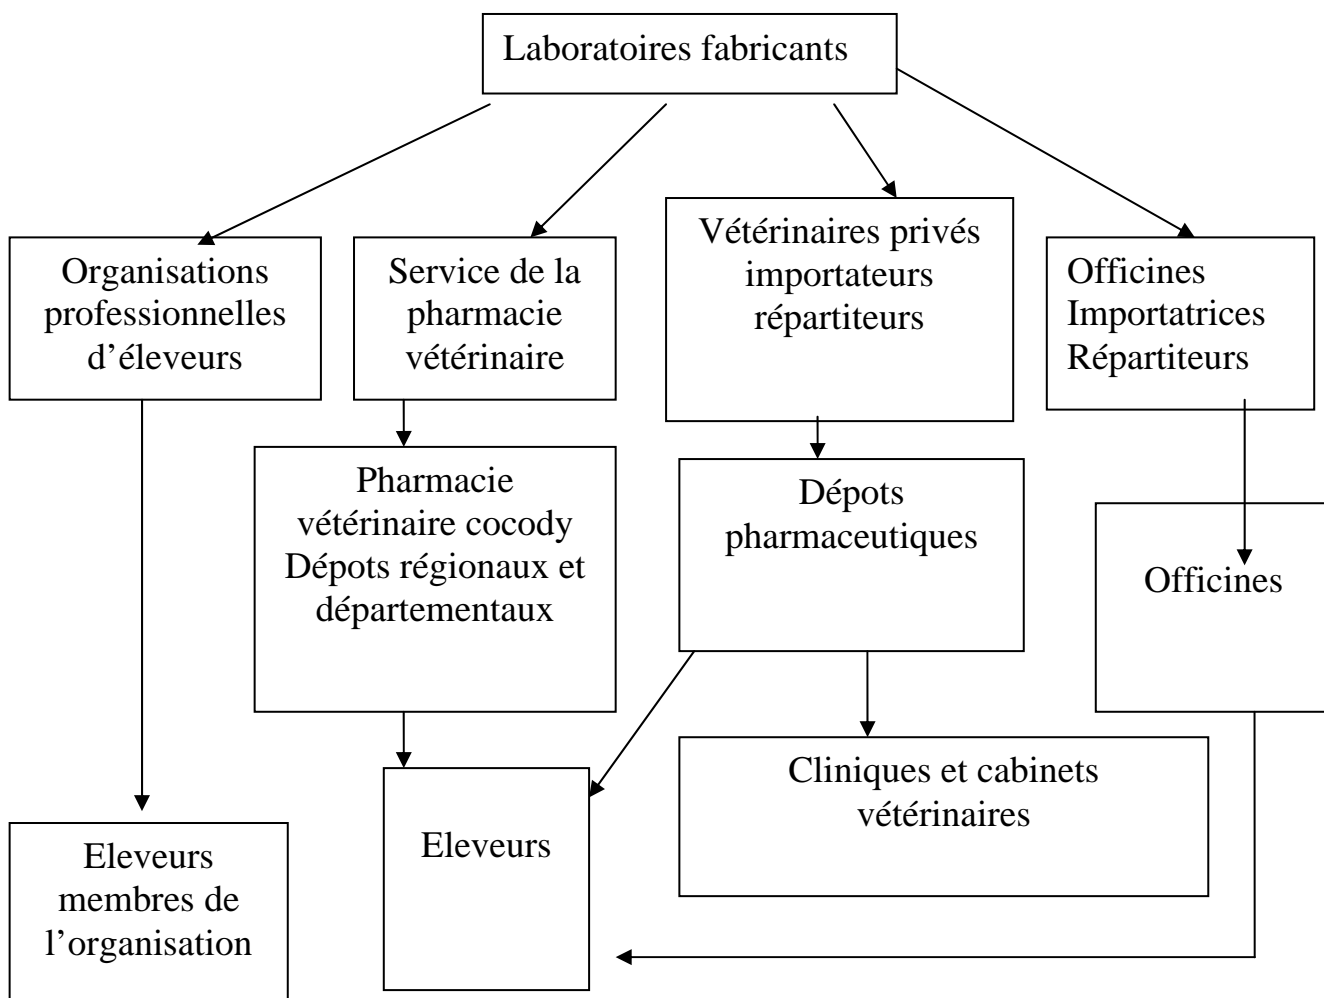 Laboratoires fabricants
Organisations
professionnelles
d’éleveurs
Service de la
pharmacie
vétérinaire
Vétérinaires privés
importateurs
répartiteurs
Officines
Importatrices
Répartiteurs
Pharmacie
vétérinaire cocody
Dépots régionaux et
départementaux
Dépots
pharmaceutiques
Officines
Eleveurs
membres de
l’organisation
Eleveurs
Cliniques et cabinets
vétérinaires